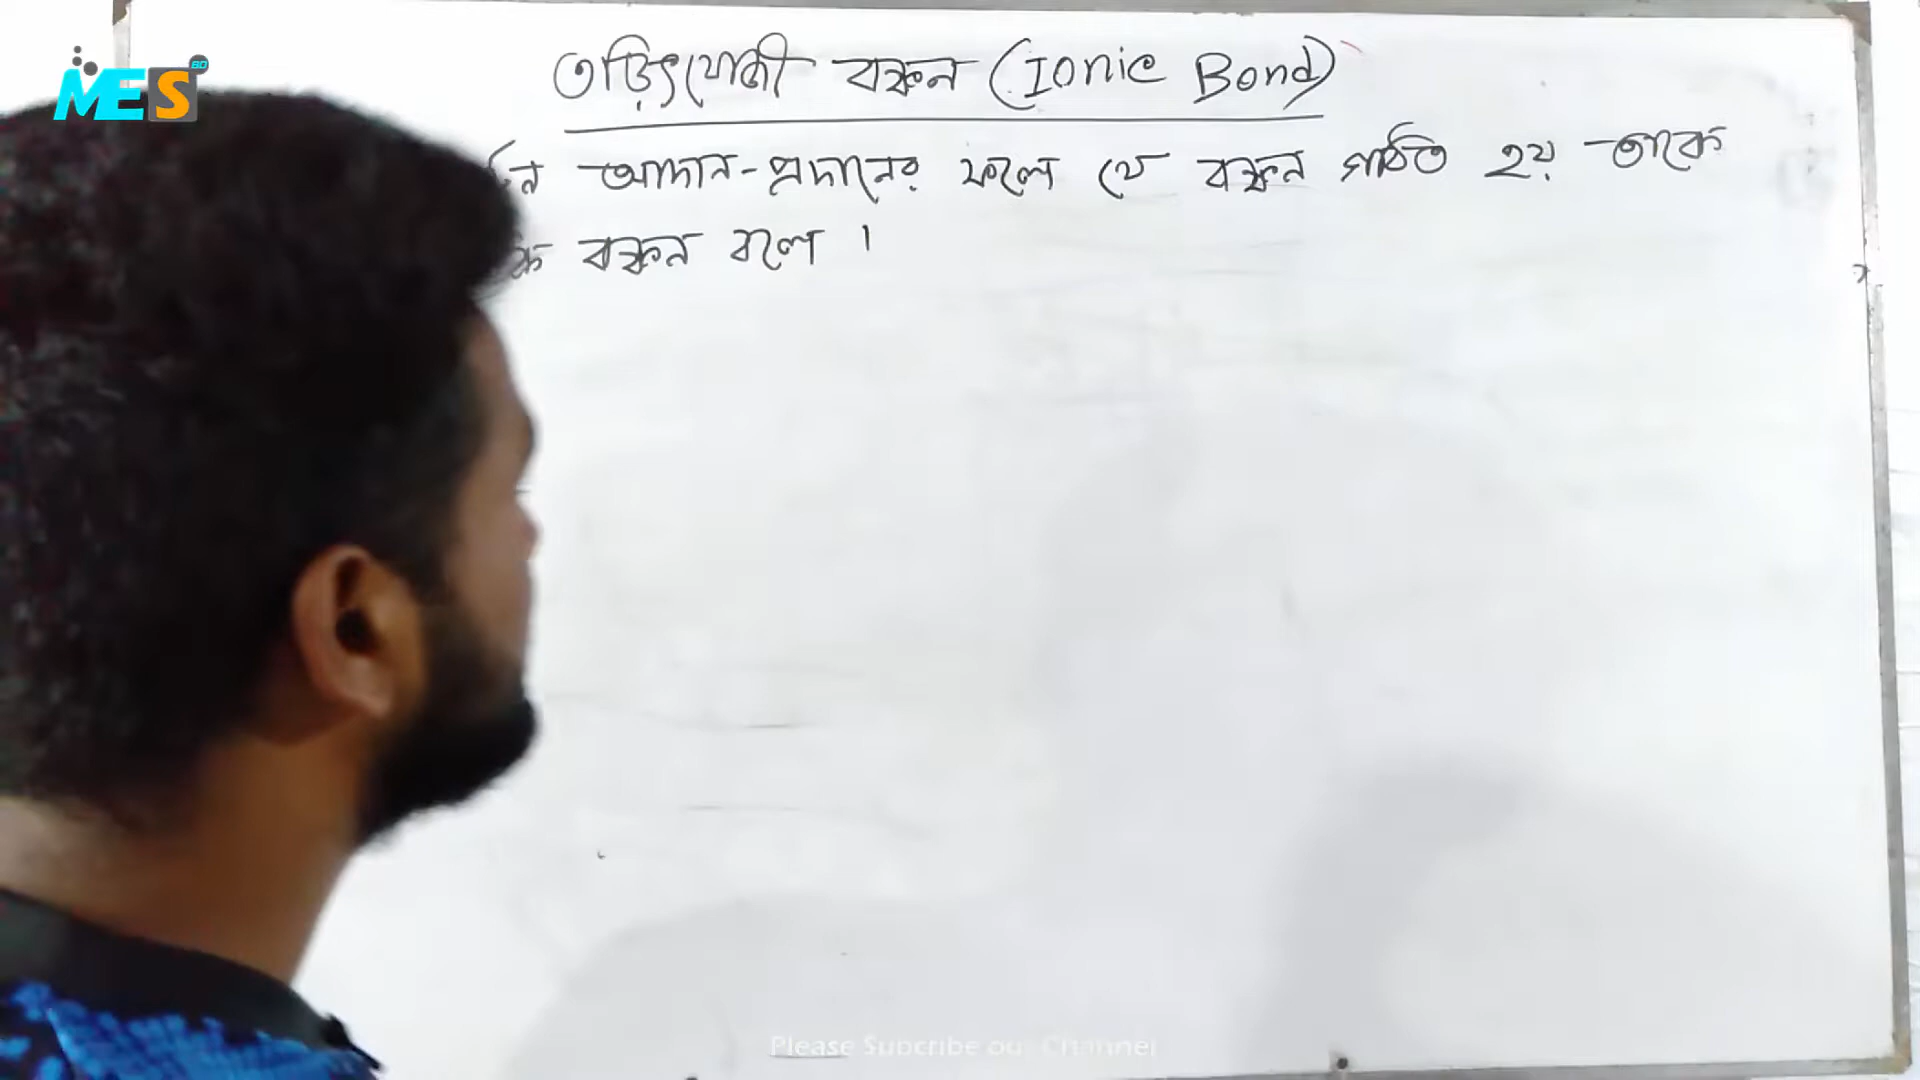 MES BD
তড়িৎযোজী বন্ধন (Ionic Bond)
ন আদান-প্রদানের ফলে যে বন্ধন গঠিত হয় তাকে
ক বন্ধন বলে ।
Please Subcribe our Channel